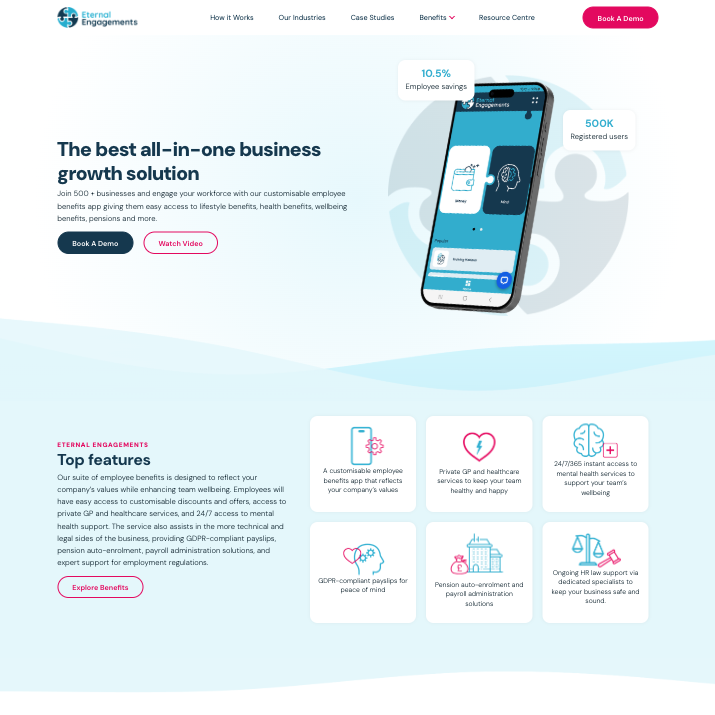 Eternal
Engagements
How it Works
Our Industries
Case Studies
Benefits
Resource Centre
Book A Demo
10.5%
Employee savings
500K
Registered users
Eternal
Engagements
Money
Mind
Popular
The best all-in-one business
growth solution
Join 500 + businesses and engage your workforce with our customisable employee
benefits app giving them easy access to lifestyle benefits, health benefits, wellbeing
benefits, pensions and more.
Book A Demo
Watch Video
ETERNAL ENGAGEMENTS
Top features
Our suite of employee benefits is designed to reflect your
company's values while enhancing team wellbeing. Employees will
have easy access to customisable discounts and offers, access to
private GP and healthcare services, and 24/7 access to mental
health support. The service also assists in the more technical and
legal sides of the business, providing GDPR-compliant payslips,
pension auto-enrolment, payroll administration solutions, and
expert support for employment regulations.
Explore Benefits
A customisable employee
benefits app that reflects
your company's values
Private GP and healthcare
services to keep your team
healthy and happy
24/7/365 instant access to
mental health services to
support your team's
wellbeing
GDPR-compliant payslips for
peace of mind
£
Pension auto-enrolment and
payroll administration
solutions
Ongoing HR law support via
dedicated specialists to
keep your business safe and
sound.